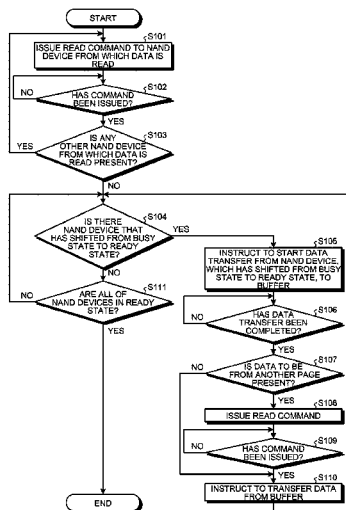 START
S101
ISSUE READ COMMAND TO NAND
DEVICE FROM WHICH DATA IS
READ
S102
NO
HAS COMMAND
BEEN ISSUED?
YES
S103
IS ANY
OTHER NAND DEVICE
FROM WHICH DATA IS
READ PRESENT?
YES
NO
S104
IS THERE
NAND DEVICE THAT
HAS SHIFTED FROM BUSY
STATE TO READY
STATE?
YES
NO
S111
ARE ALL OF
NAND DEVICES IN READY
STATE?
NO
YES
END
S105
INSTRUCT TO START DATA
TRANSFER FROM NAND DEVICE,
WHICH HAS SHIFTED FROM BUSY
STATE TO READY STATE, TO
BUFFER
S106
NO
HAS DATA
TRANSFER BEEN
COMPLETED?
YES
S107
NO
IS DATA TO BE
FROM ANOTHER PAGE
PRESENT?
YES
S108
ISSUE READ COMMAND
S109
NO
HAS COMMAND
BEEN ISSUED?
YES
S110
INSTRUCT TO TRANSFER DATA
FROM BUFFER